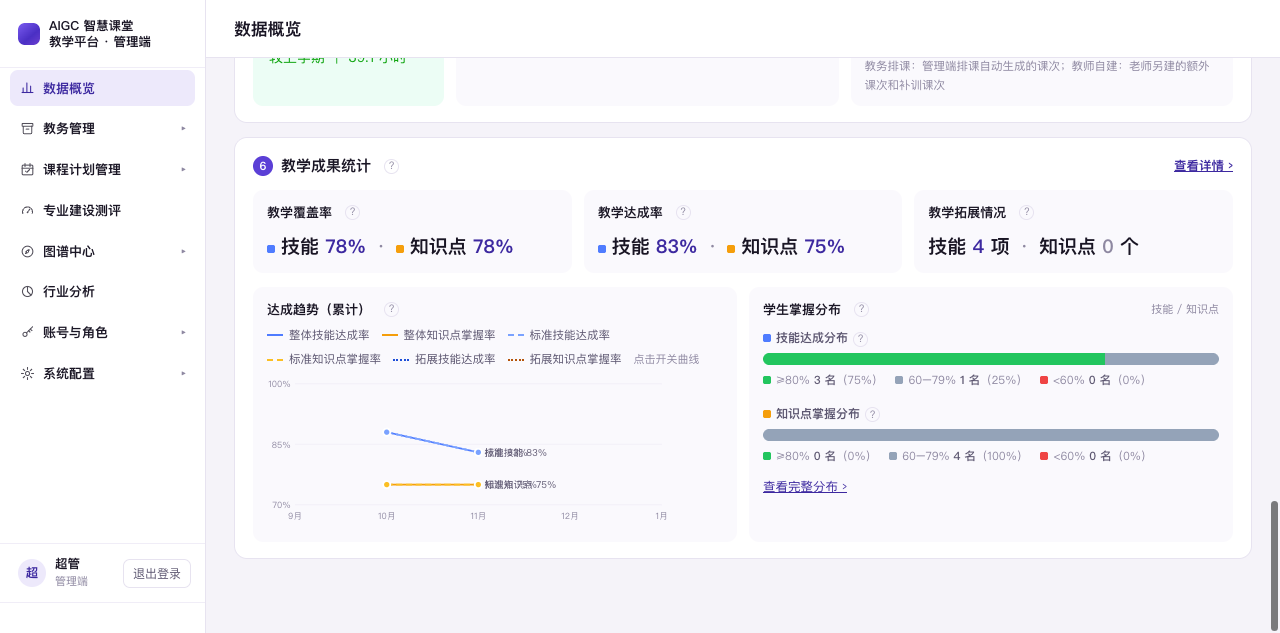 AIGC 智慧课堂
教学平台 · 管理端
数据概览
教务管理
课程计划管理
专业建设测评
图谱中心
行业分析
账号与角色
系统配置
超
超管
管理端
退出登录
数据概览
教务排课：管理端排课自动生成的课次；教师自建：老师另建的额外
课次和补训课次
6 教学成果统计 ?
查看详情 ›
教学覆盖率 ?
技能 78% · 知识点 78%
教学达成率 ?
技能 83% · 知识点 75%
教学拓展情况 ?
技能 4 项 · 知识点 0 个
达成趋势（累计） ?
整体技能达成率 整体知识点掌握率 标准技能达成率
标准知识点掌握率 拓展技能达成率 拓展知识点掌握率 点击开关曲线
100%
85%
70%
9月 10月 11月 12月 1月
学生掌握分布 ?
技能 / 知识点
技能达成分布 ?
≥80% 3 名 (75%) 60—79% 1 名 (25%) <60% 0 名 (0%)
知识点掌握分布 ?
≥80% 0 名 (0%) 60—79% 4 名 (100%) <60% 0 名 (0%)
查看完整分布 ›